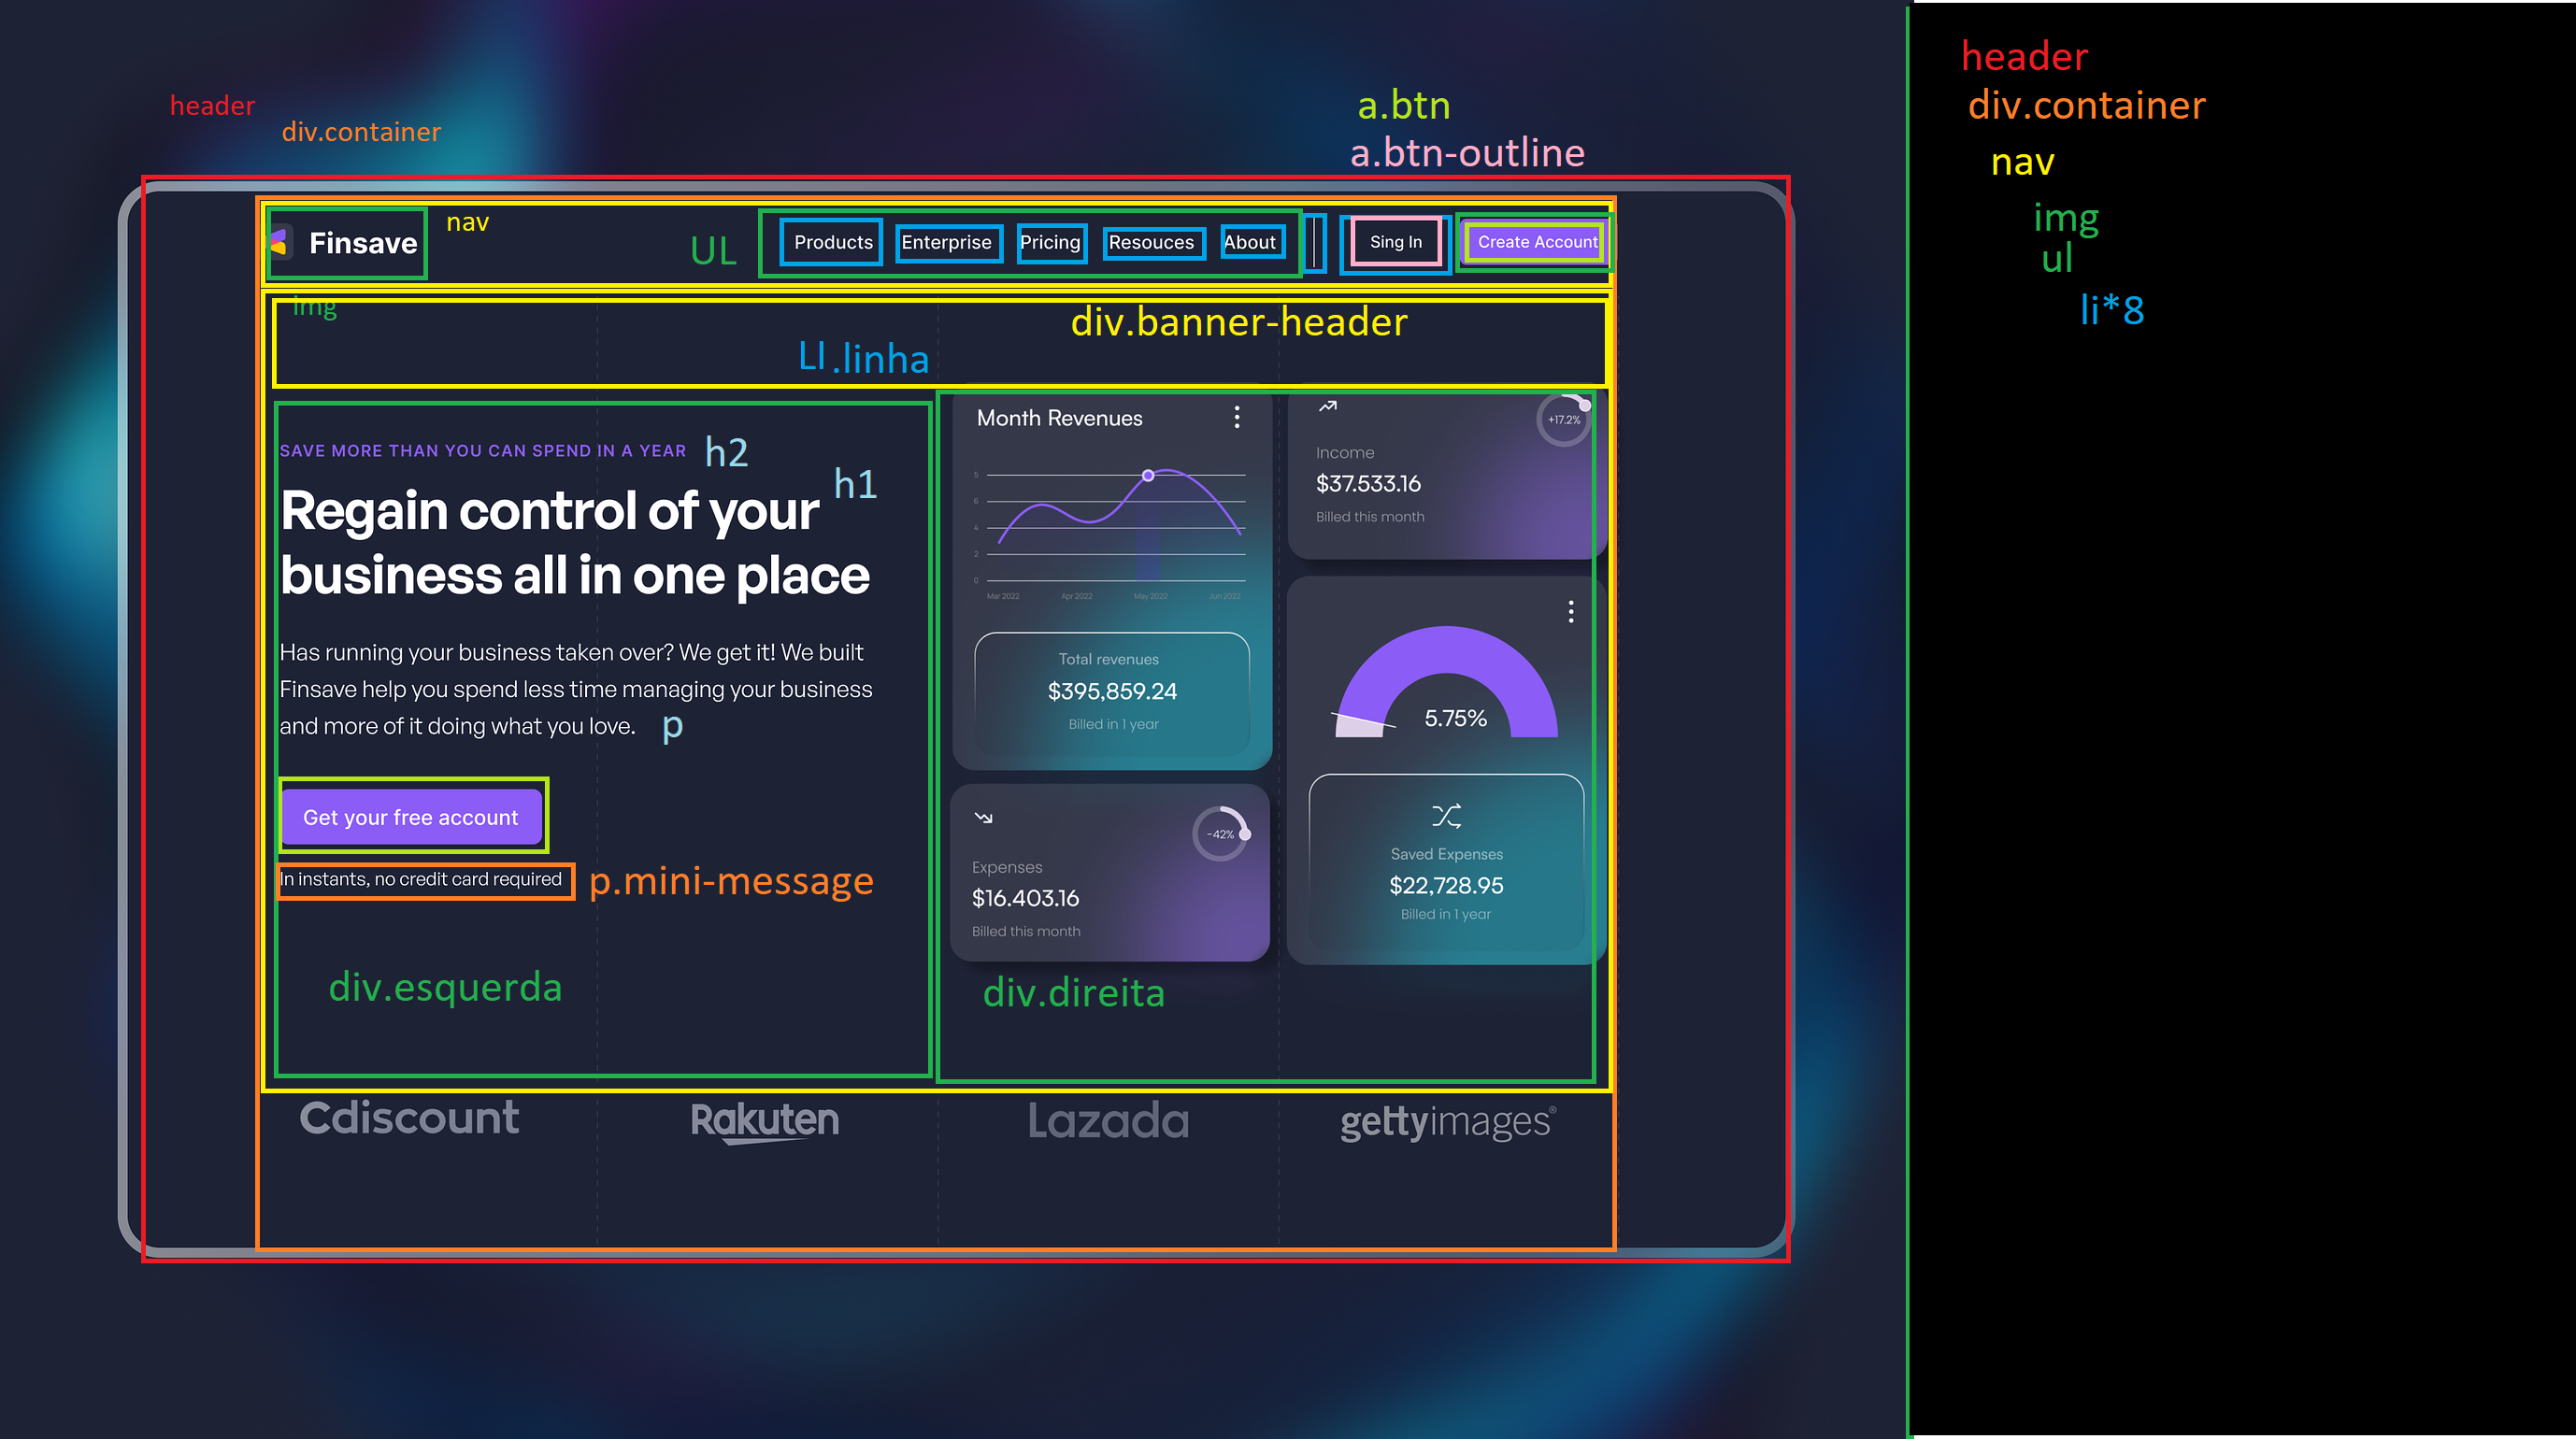 header
div.container
a.btn
a.btn-outline
Finsave
nav
UL
Products
Enterprise
Pricing
Resouces
About
Sing In
Create Account
img
div.banner-header
LI .linha
SAVE MORE THAN YOU CAN SPEND IN A YEAR
h2
h1
Regain control of your
business all in one place
Has running your business taken over? We get it! We built
Finsave help you spend less time managing your business
and more of it doing what you love.
p
Get your free account
In instants, no credit card required
p.mini-message
div.esquerda
Month Revenues
5
6
4
2
0
Mar 2022
Apr 2022
May 2022
Jun 2022
Total revenues
$395,859.24
Billed in 1 year
-42%
Expenses
$16.403.16
Billed this month
div.direita
+17.2%
Income
$37.533.16
Billed this month
5.75%
Saved Expenses
$22,728.95
Billed in 1 year
Cdiscount
Rakuten
Lazada
gettyimages®
header
div.container
nav
img
ul
li*8